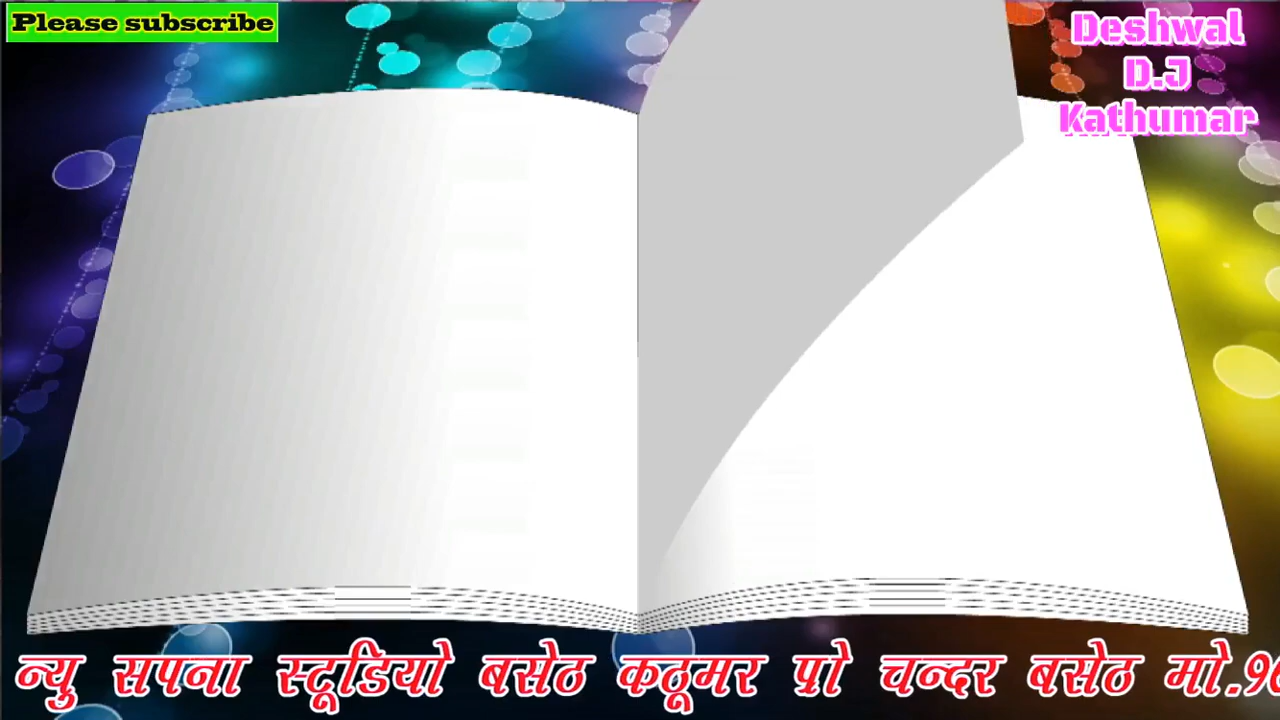 Please subscribe
Deshwal
D.J
Kathumar
न्यु सपना स्टूडियो बसेठ कठूमर प्रो चन्दर बसेठ मो.